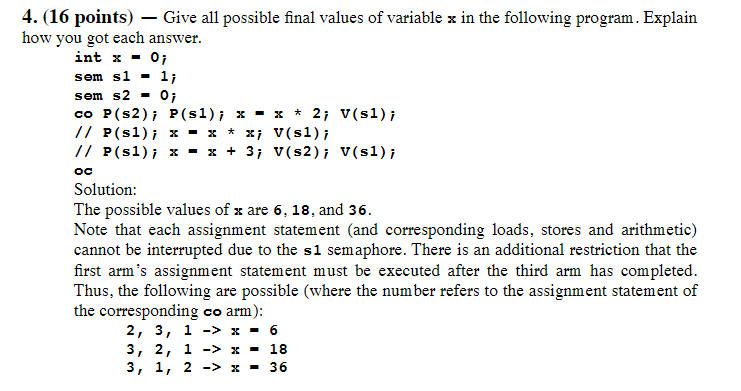 4. (16 points) — Give all possible final values of variable x in the following program. Explain
how you got each answer.
int x = 0;
sem s1 = 1;
sem s2 = 0;
co P(s2); P(s1); x = x * 2; V(s1);
// P(s1); x = x * x; V(s1);
// P(s1); x = x + 3; V(s2); V(s1);
oc
Solution:
The possible values of x are 6, 18, and 36.
Note that each assignment statement (and corresponding loads, stores and arithmetic)
cannot be interrupted due to the s1 semaphore. There is an additional restriction that the
first arm's assignment statement must be executed after the third arm has completed.
Thus, the following are possible (where the number refers to the assignment statement of
the corresponding co arm):
2, 3, 1 -> x = 6
3, 2, 1 -> x = 18
3, 1, 2 -> x = 36